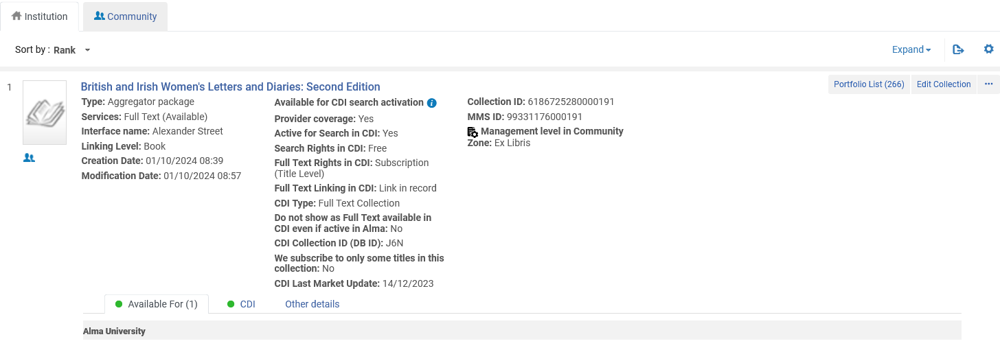 Institution
Community
Sort by : Rank
Expand
1
British and Irish Women's Letters and Diaries: Second Edition
Portfolio List (266)
Edit Collection
Type: Aggregator package
Services: Full Text (Available)
Interface name: Alexander Street
Linking Level: Book
Creation Date: 01/10/2024 08:39
Modification Date: 01/10/2024 08:57
Available for CDI search activation
Provider coverage: Yes
Active for Search in CDI: Yes
Search Rights in CDI: Free
Full Text Rights in CDI: Subscription
(Title Level)
Full Text Linking in CDI: Link in record
CDI Type: Full Text Collection
Do not show as Full Text available in
CDI even if active in Alma: No
CDI Collection ID (DB ID): J6N
We subscribe to only some titles in this
collection: No
CDI Last Market Update: 14/12/2023
Collection ID: 6186725280000191
MMS ID: 99331176000191
Management level in Community
Zone: Ex Libris
Available For (1)
CDI
Other details
Alma University